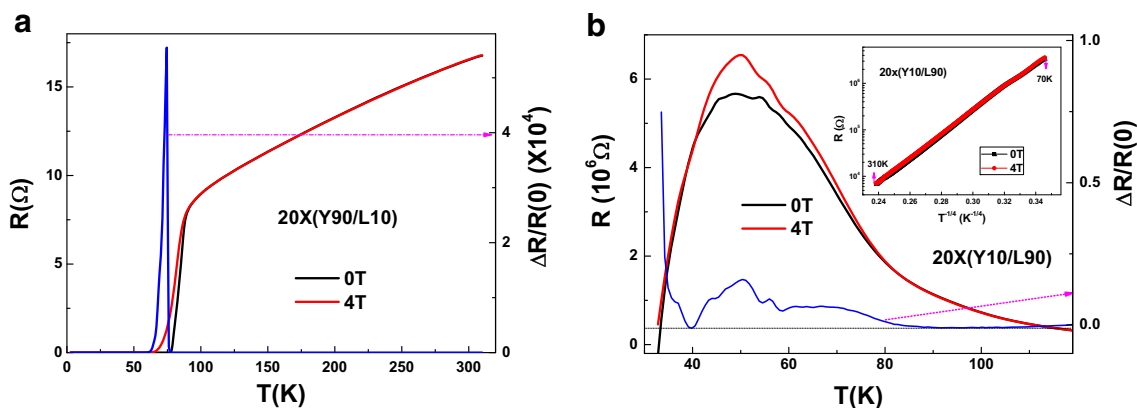 a
R(Ω)
15
10
5
0
0
50
100
150
200
250
300
T(K)
20X(Y90/L10)
0T
4T
4
2
0
ΔR/R(0) (X10⁴)
b
R (10⁶Ω)
6
4
2
0
40
60
80
100
T(K)
0T
4T
20X(Y10/L90)
1.0
0.5
0.0
ΔR/R(0)
20x(Y10/L90)
70K
310K
R (Ω)
10⁶
10⁵
10⁴
0T
4T
0.24
0.26
0.28
0.30
0.32
0.34
T⁻¹/⁴ (K⁻¹/⁴)